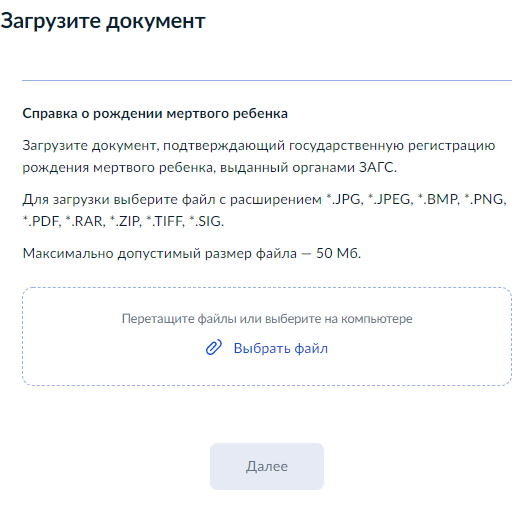 Загрузите документ
Справка о рождении мертвого ребенка
Загрузите документ, подтверждающий государственную регистрацию
рождения мертвого ребенка, выданный органами ЗАГС.
Для загрузки выберите файл с расширением *.JPG, *.JPEG, *.BMP, *.PNG,
*.PDF, *.RAR, *.ZIP, *.TIFF, *.SIG.
Максимально допустимый размер файла — 50 Мб.
Перетащите файлы или выберите на компьютере
Выбрать файл
Далее